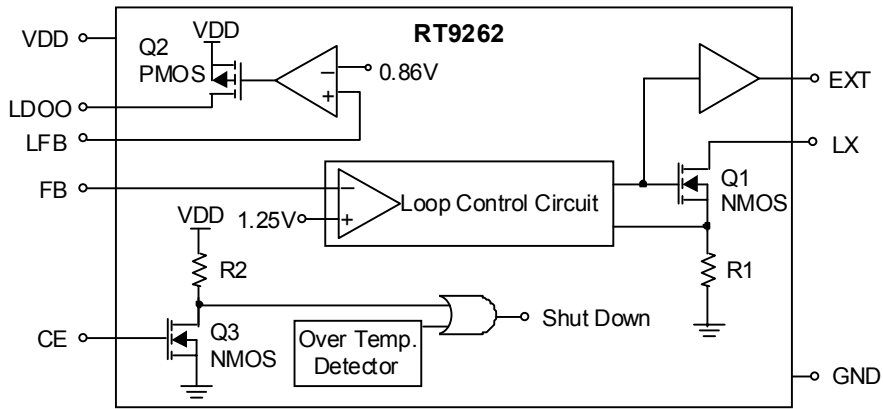 RT9262
VDD
Q2
PMOS
VDD
−
+
0.86V
EXT
LDOO
LFB
LX
FB
−
+
1.25V
Loop Control Circuit
Q1
NMOS
VDD
R2
R1
CE
Q3
NMOS
Over Temp.
Detector
Shut Down
GND